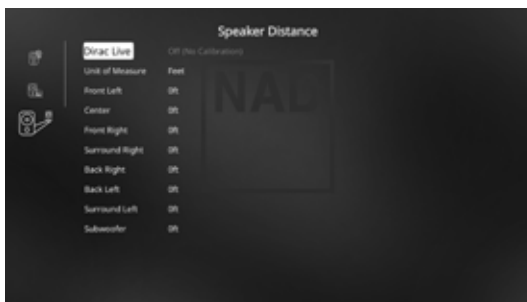 Speaker Distance
Dirac Live Off (No Calibration)
Unit of Measure Feet
Front Left 0ft
Center 0ft
Front Right 0ft
Surround Right 0ft
Back Right 0ft
Back Left 0ft
Surround Left 0ft
Subwoofer 0ft
NAD